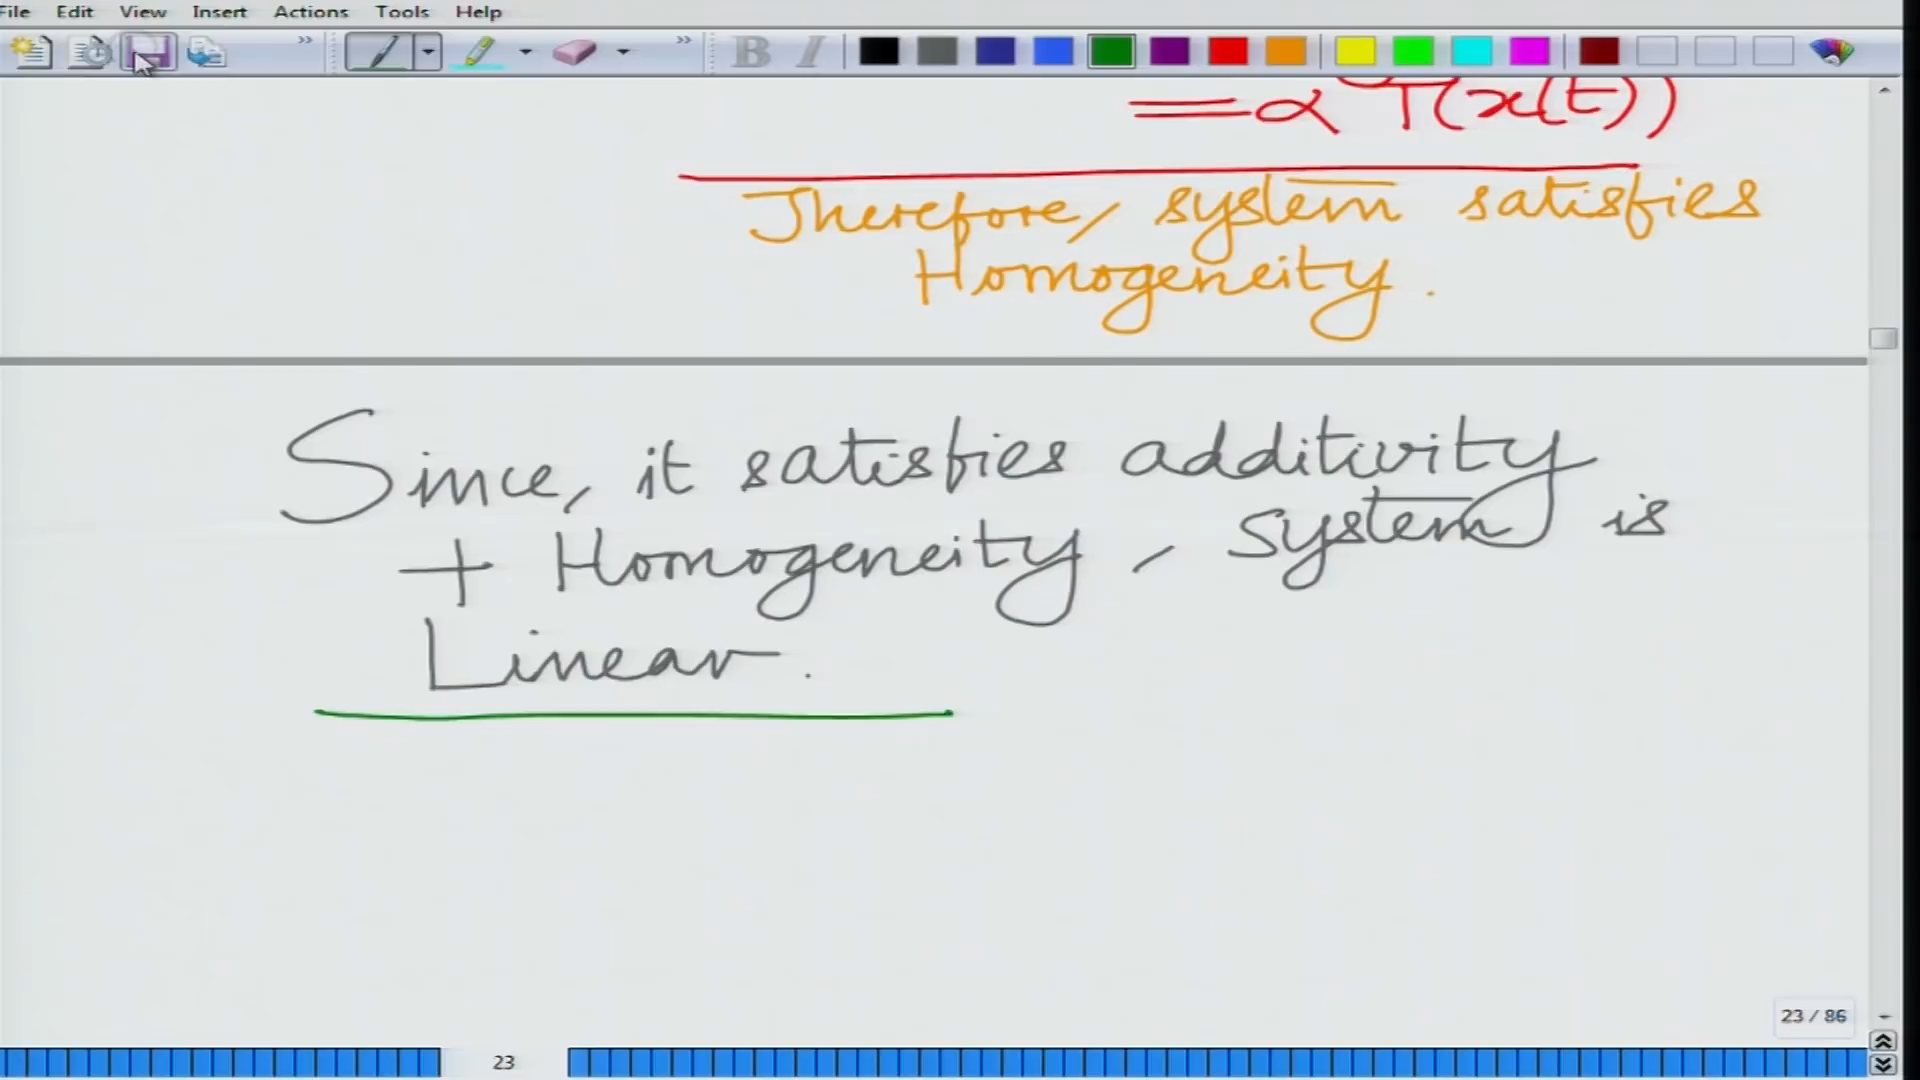 File Edit View Insert Actions Tools Help
B I
= α T(x(t))
Therefore, system satisfies
Homogeneity.
Since, it satisfies additivity
+ Homogeneity, system is
Linear.
23 / 86
23